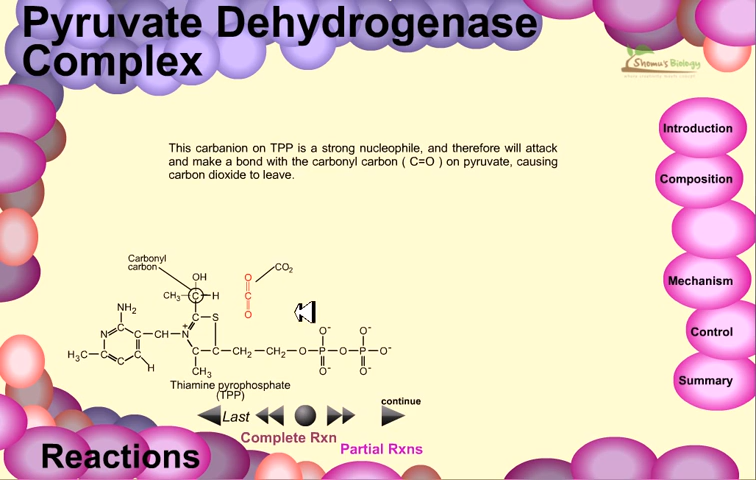 Pyruvate Dehydrogenase
Complex
Shomu's Biology
Introduction
This carbanion on TPP is a strong nucleophile, and therefore will attack
and make a bond with the carbonyl carbon ( C=O ) on pyruvate, causing
carbon dioxide to leave.
Composition
Mechanism
Control
Summary
Carbonyl
carbon
OH
CH₃ C H
O
C
O
CO₂
NH₂
C S
N C C CH N +
H₃C C C C H
C C CH₂ CH₂ O P O P O⁻
O⁻ O⁻
O⁻ O⁻
CH₃
Thiamine pyrophosphate
(TPP)
Last
continue
Complete Rxn
Partial Rxns
Reactions